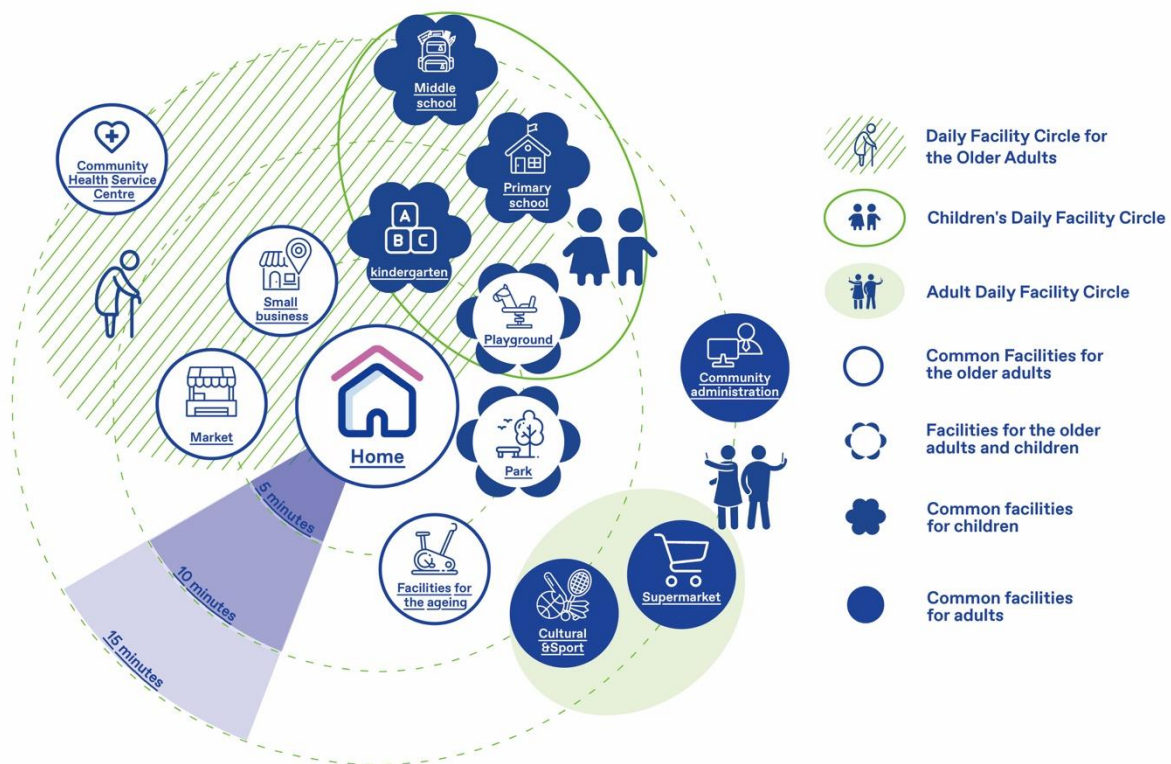 Middle
school
Community
Health Service
Centre
Primary
school
A
B C
kindergarten
Small
business
Playground
Community
administration
Market
Home
Park
5 minutes
10 minutes
15 minutes
Facilities for
the ageing
Supermarket
Cultural
&Sport
Daily Facility Circle for
the Older Adults
Children's Daily Facility Circle
Adult Daily Facility Circle
Common Facilities for
the older adults
Facilities for the older
adults and children
Common facilities
for children
Common facilities
for adults